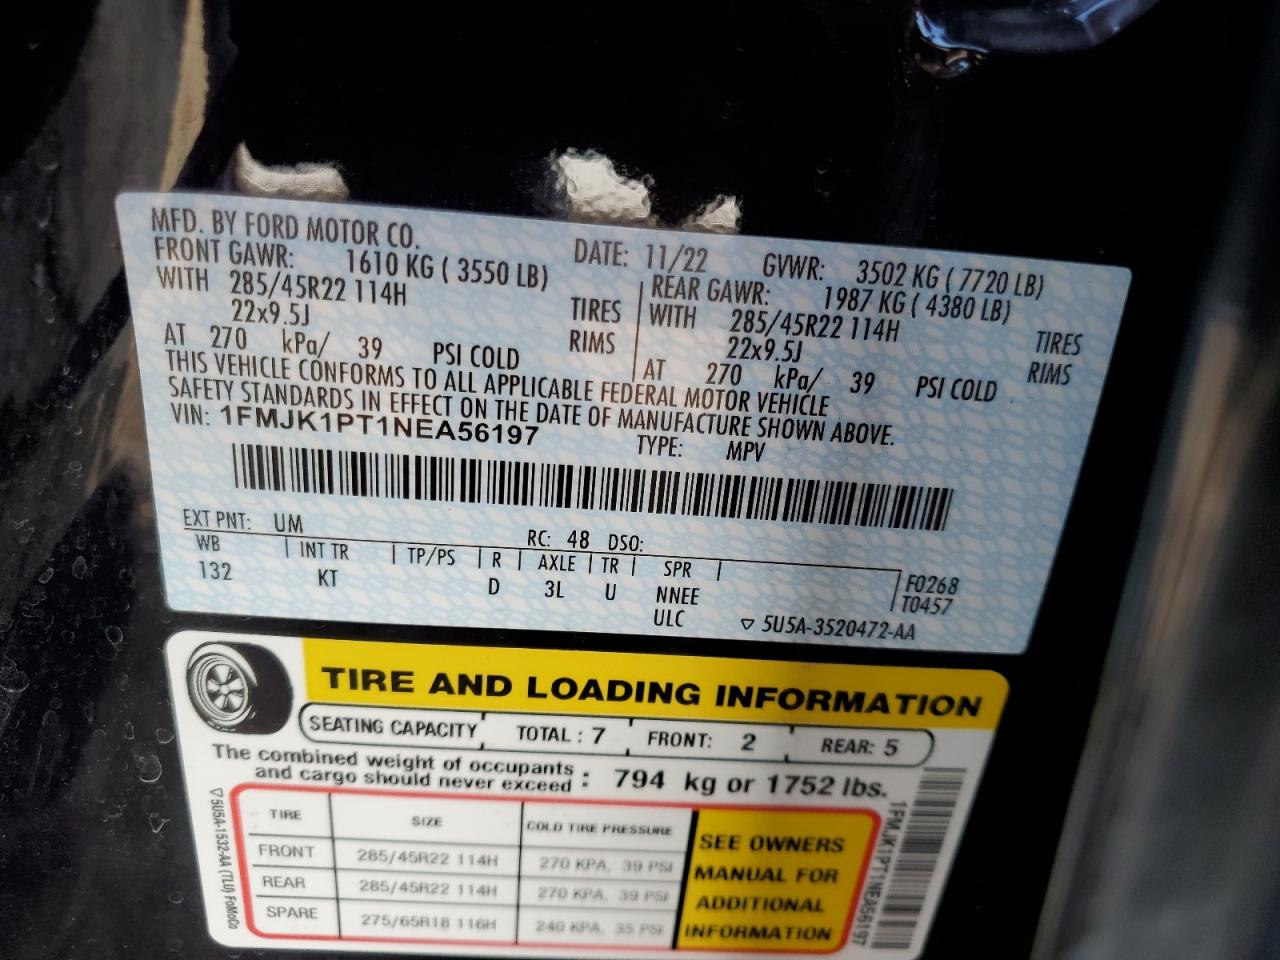 MFD. BY FORD MOTOR CO.
DATE: 11/22 GVWR: 3502 KG ( 7720 LB)
FRONT GAWR: 1610 KG ( 3550 LB) REAR GAWR: 1987 KG ( 4380 LB)
WITH 285/45R22 114H TIRES WITH 285/45R22 114H TIRES
22x9.5J RIMS 22x9.5J RIMS
AT 270 kPa/ 39 PSI COLD AT 270 kPa/ 39 PSI COLD
THIS VEHICLE CONFORMS TO ALL APPLICABLE FEDERAL MOTOR VEHICLE
SAFETY STANDARDS IN EFFECT ON THE DATE OF MANUFACTURE SHOWN ABOVE.
VIN: 1FMJK1PT1NEA56197
TYPE: MPV
EXT PNT: UM RC: 48 DSO:
WB INT TR TP/PS R AXLE TR SPR
132 KT D 3L U NNEE
ULC
F0268
T0457
▽ 5U5A-3520472-AA
TIRE AND LOADING INFORMATION
SEATING CAPACITY TOTAL : 7 FRONT: 2 REAR: 5
The combined weight of occupants
and cargo should never exceed : 794 kg or 1752 lbs.
TIRE SIZE COLD TIRE PRESSURE
FRONT 285/45R22 114H 270 KPA, 39 PSI
REAR 285/45R22 114H 270 KPA, 39 PSI
SPARE 275/65R18 116H 240 KPA, 35 PSI
SEE OWNERS
MANUAL FOR
ADDITIONAL
INFORMATION
▽ 5U5A-1532-AA (TLU) FoMoCo
1FMJK1PT1NEA56197